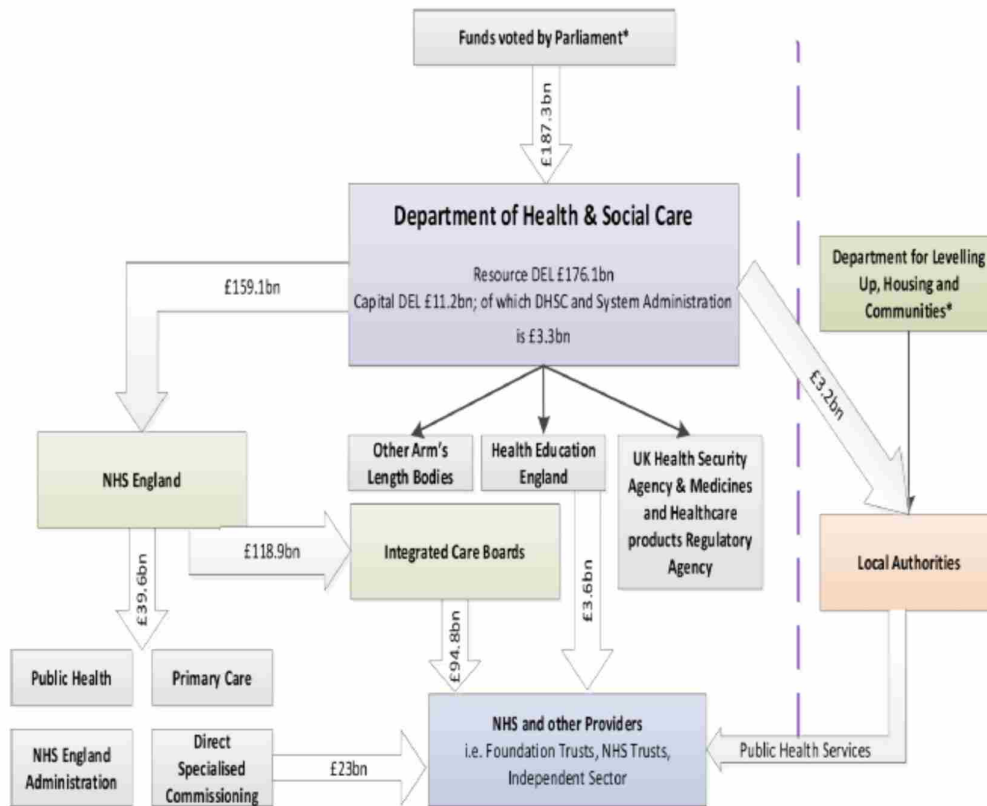 Funds voted by Parliament*
£187.3bn
Department of Health & Social Care
Resource DEL £176.1bn
Capital DEL £11.2bn; of which DHSC and System Administration
is £3.3bn
Department for Levelling
Up, Housing and
Communities*
£159.1bn
£3.2bn
NHS England
Other Arm's
Length Bodies
Health Education
England
UK Health Security
Agency & Medicines
and Healthcare
products Regulatory
Agency
£118.9bn
Integrated Care Boards
Local Authorities
£39.6bn
£94.8bn
£3.6bn
Public Health
Primary Care
NHS England
Administration
Direct
Specialised
Commissioning
£23bn
NHS and other Providers
i.e. Foundation Trusts, NHS Trusts,
Independent Sector
Public Health Services